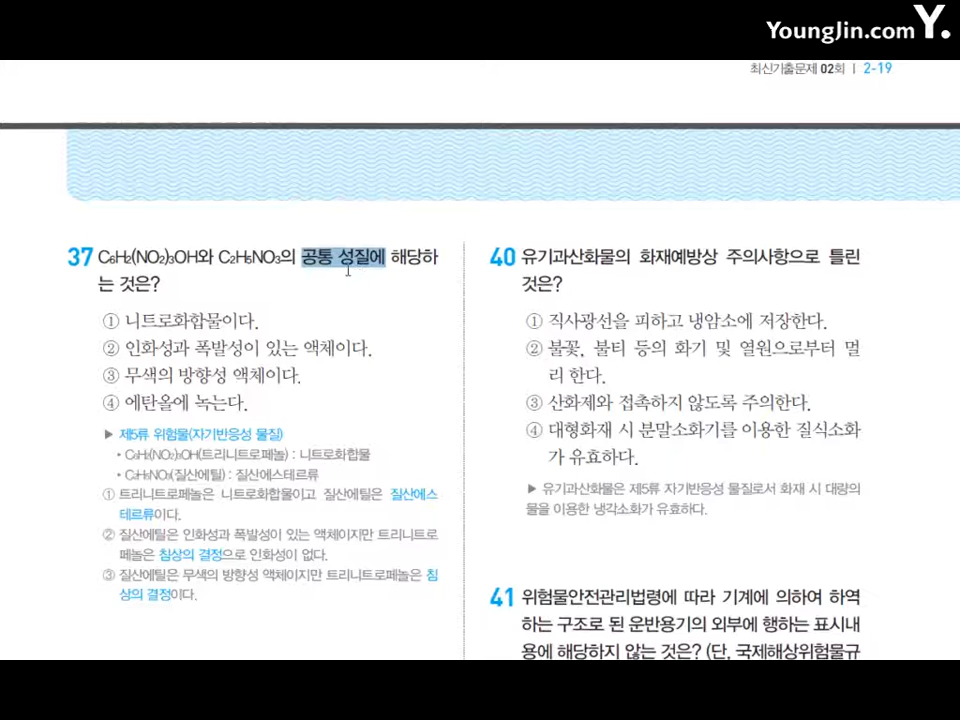 YoungJin.com Y.
최신기출문제 02회 | 2-19
37 C₆H₂(NO₂)₃OH와 C₂H₅NO₃의 공통 성질에 해당하
는 것은?
① 니트로화합물이다.
② 인화성과 폭발성이 있는 액체이다.
③ 무색의 방향성 액체이다.
④ 에탄올에 녹는다.
▶ 제5류 위험물(자기반응성 물질)
• C₆H₂(NO₂)₃OH(트리니트로페놀) : 니트로화합물
• C₂H₅NO₃(질산에틸) : 질산에스테르류
① 트리니트로페놀은 니트로화합물이고 질산에틸은 질산에스
테르류이다.
② 질산에틸은 인화성과 폭발성이 있는 액체이지만 트리니트로
페놀은 침상의 결정으로 인화성이 없다.
③ 질산에틸은 무색의 방향성 액체이지만 트리니트로페놀은 침
상의 결정이다.
40 유기과산화물의 화재예방상 주의사항으로 틀린
것은?
① 직사광선을 피하고 냉암소에 저장한다.
② 불꽃, 불티 등의 화기 및 열원으로부터 멀
리 한다.
③ 산화제와 접촉하지 않도록 주의한다.
④ 대형화재 시 분말소화기를 이용한 질식소화
가 유효하다.
▶ 유기과산화물은 제5류 자기반응성 물질로서 화재 시 대량의
물을 이용한 냉각소화가 유효하다.
41 위험물안전관리법령에 따라 기계에 의하여 하역
하는 구조로 된 운반용기의 외부에 행하는 표시내
용에 해당하지 않는 것은? (단, 국제해상위험물규